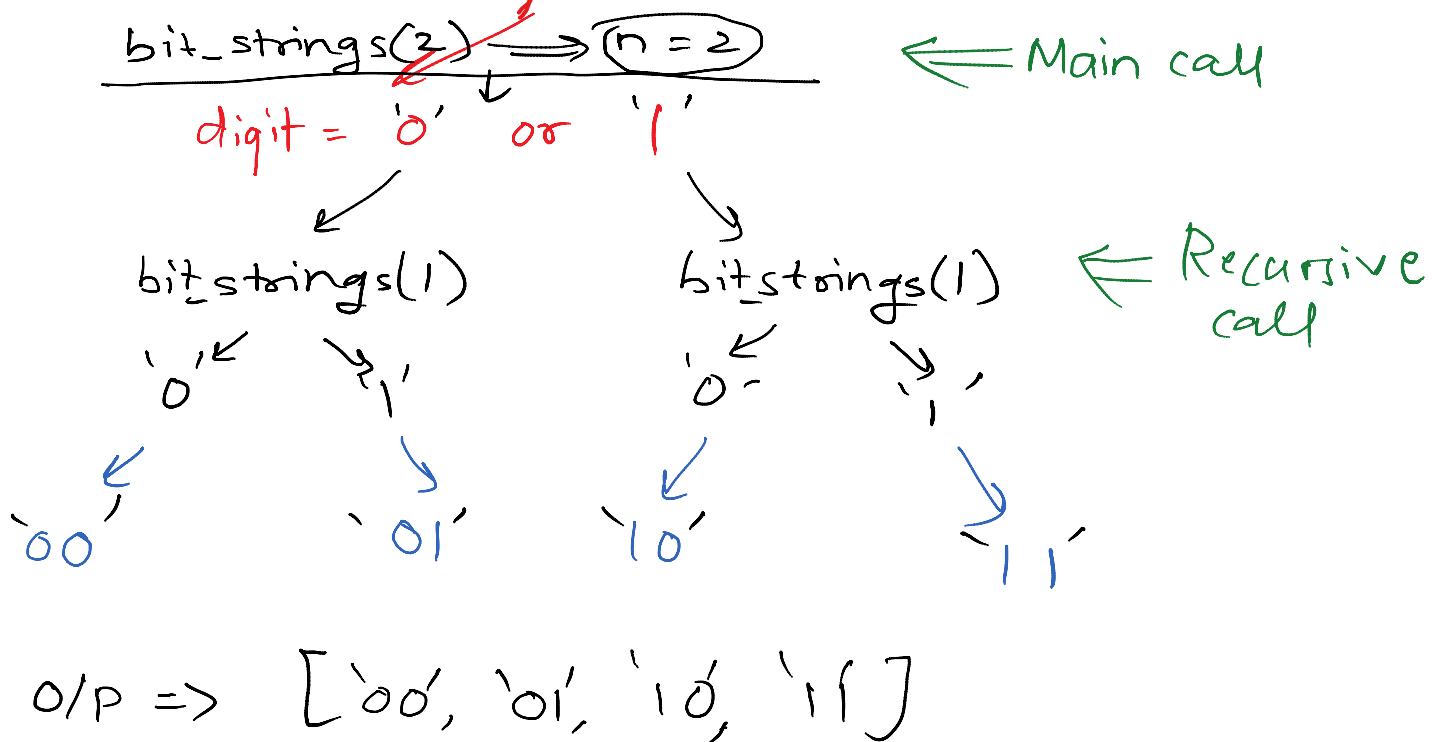 bit_strings(2) ⟹ n = 2 ⟸ Main call
digit = '0' or '1'
bit_strings(1) bit_strings(1) ⟸ Recursive
call
'0' '1' '0' '1'
'00' '01' '10' '11'
O/P => ['00', '01', '10', '11']